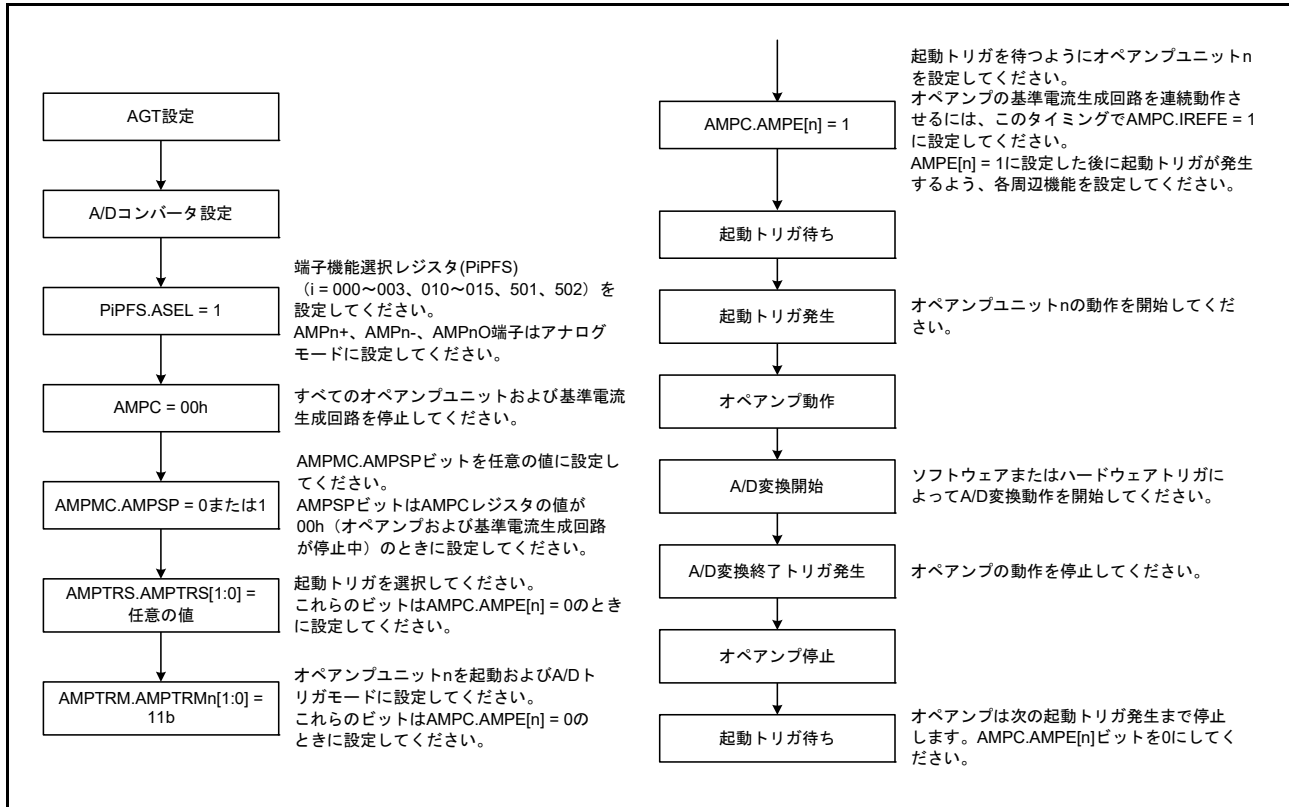 AGT設定
A/Dコンバータ設定
PiPFS.ASEL = 1
端子機能選択レジスタ(PiPFS)
（i = 000～003、010～015、501、502）を
設定してください。
AMPn+、AMPn-、AMPnO端子はアナログ
モードに設定してください。
AMPC = 00h
すべてのオペアンプユニットおよび基準電流
生成回路を停止してください。
AMPMC.AMPSP = 0または1
AMPMC.AMPSPビットを任意の値に設定し
てください。
AMPSPビットはAMPCレジスタの値が
00h（オペアンプおよび基準電流生成回路
が停止中）のときに設定してください。
AMPTRS.AMPTRS[1:0] =
任意の値
起動トリガを選択してください。
これらのビットはAMPC.AMPE[n] = 0のとき
に設定してください。
AMPTRM.AMPTRMn[1:0] =
11b
オペアンプユニットnを起動およびA/Dト
リガモードに設定してください。
これらのビットはAMPC.AMPE[n] = 0の
ときに設定してください。
AMPC.AMPE[n] = 1
起動トリガを待つようにオペアンプユニットn
を設定してください。
オペアンプの基準電流生成回路を連続動作さ
せるには、このタイミングでAMPC.IREFE = 1
に設定してください。
AMPE[n] = 1に設定した後に起動トリガが発生
するよう、各周辺機能を設定してください。
起動トリガ待ち
起動トリガ発生
オペアンプユニットnの動作を開始してくだ
さい。
オペアンプ動作
A/D変換開始
ソフトウェアまたはハードウェアトリガに
よってA/D変換動作を開始してください。
A/D変換終了トリガ発生
オペアンプの動作を停止してください。
オペアンプ停止
起動トリガ待ち
オペアンプは次の起動トリガ発生まで停止
します。AMPC.AMPE[n]ビットを0にしてく
ださい。